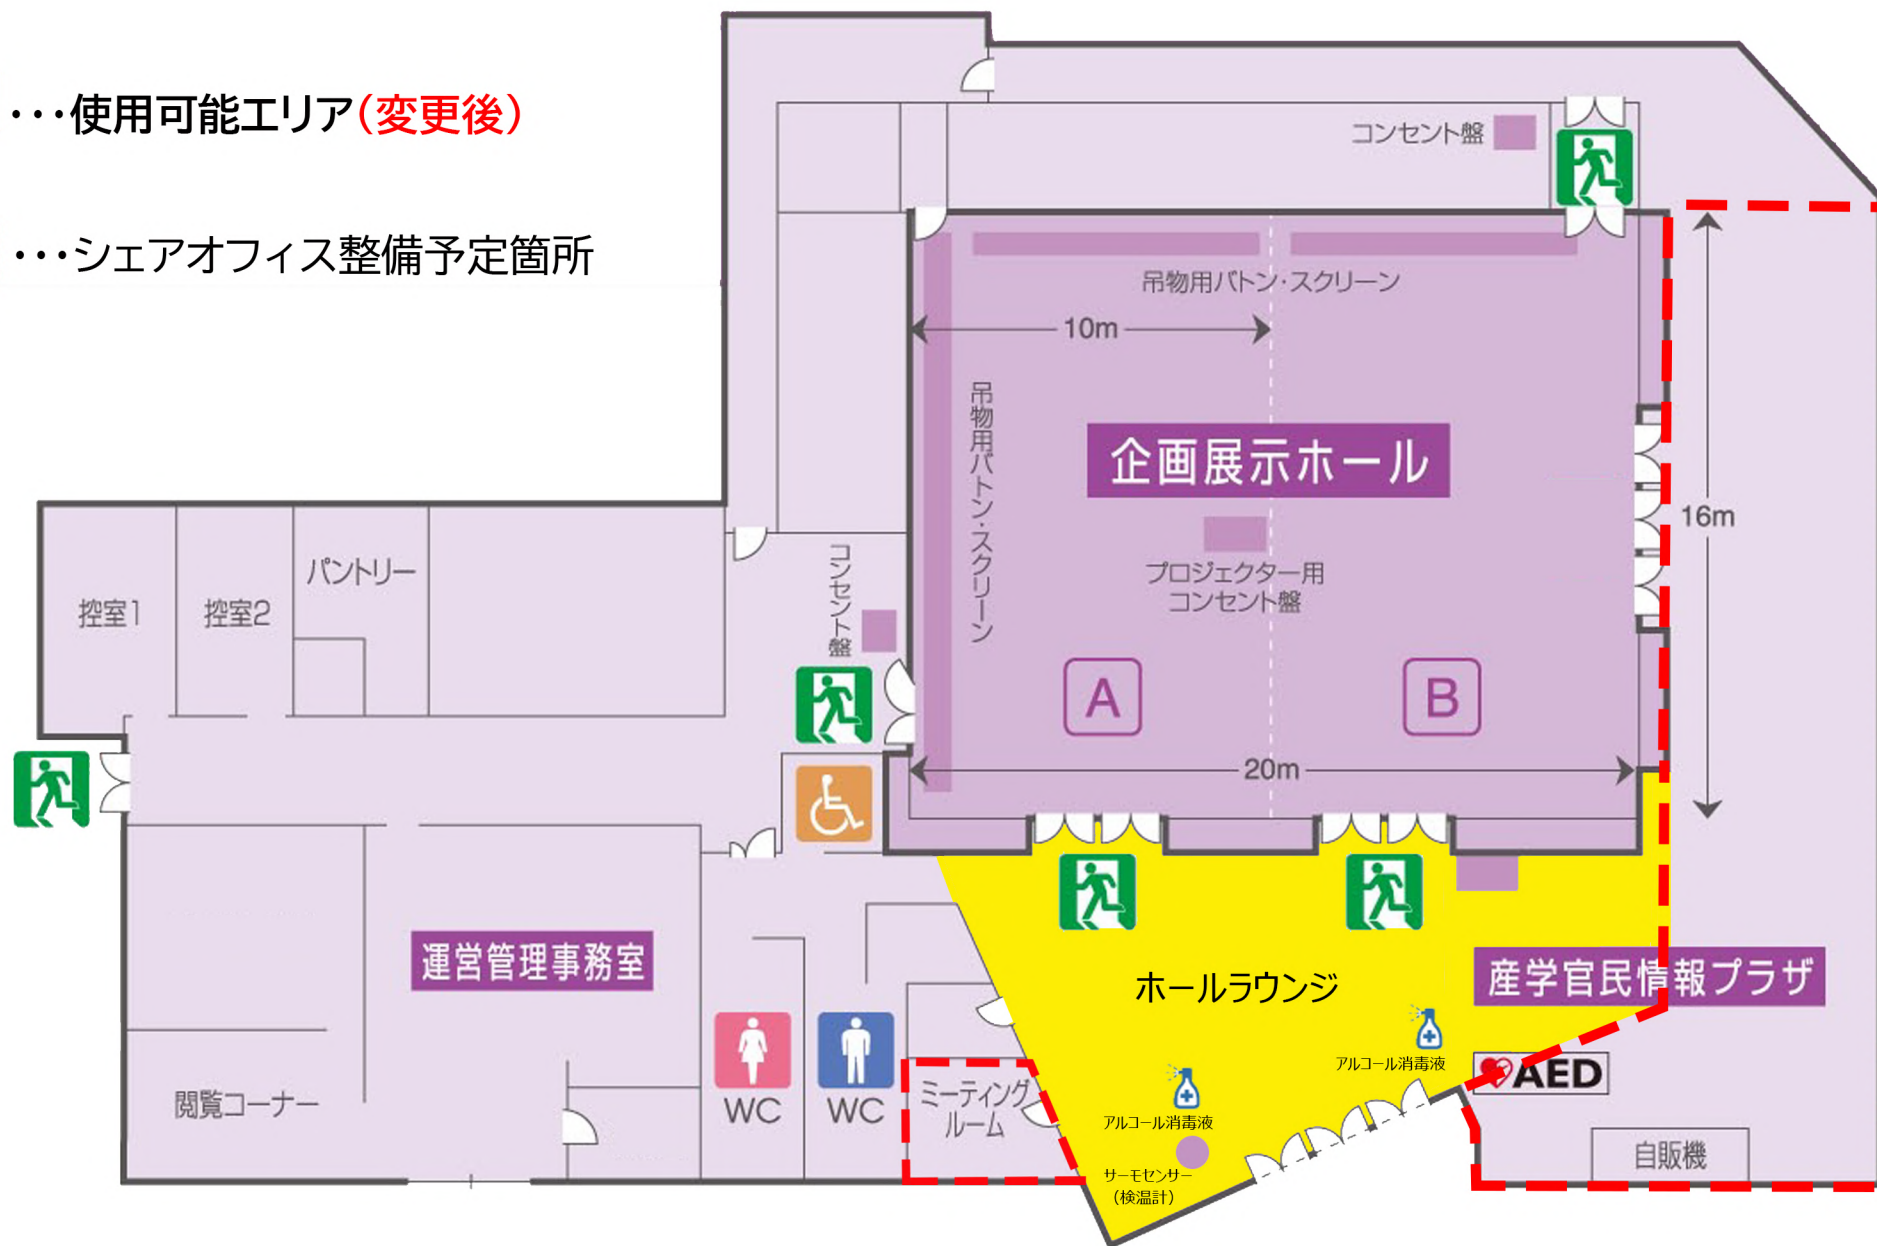 ・・・使用可能エリア(変更後)
・・・シェアオフィス整備予定箇所
コンセント盤
吊物用バトン・スクリーン
10m
吊物用バトン・スクリーン
企画展示ホール
16m
プロジェクター用
コンセント盤
コンセント盤
パントリー
控室1
控室2
A
B
20m
運営管理事務室
ホールラウンジ
産学官民情報プラザ
アルコール消毒液
AED
WC
WC
ミーティング
ルーム
閲覧コーナー
アルコール消毒液
サーモセンサー
(検温計)
自販機